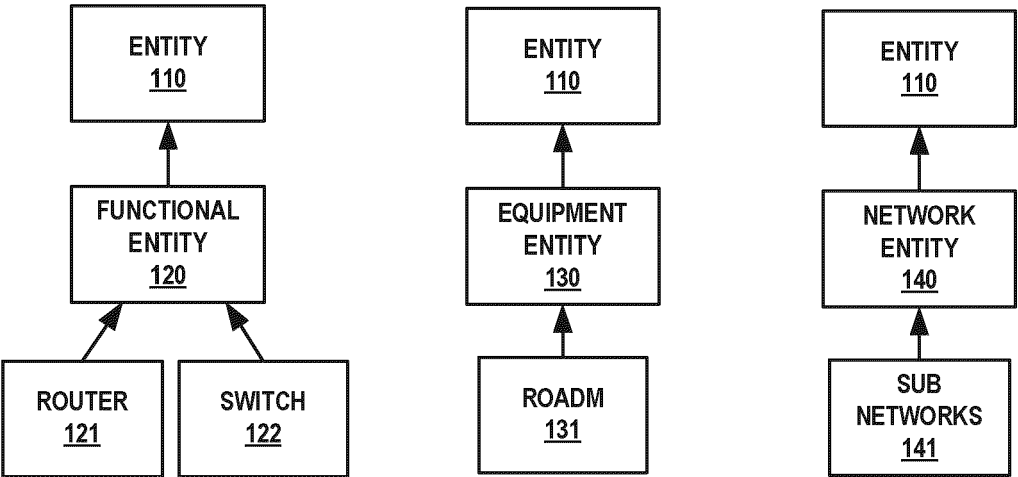 ENTITY
110
ENTITY
110
ENTITY
110
FUNCTIONAL
ENTITY
120
EQUIPMENT
ENTITY
130
NETWORK
ENTITY
140
ROUTER
121
SWITCH
122
ROADM
131
SUB
NETWORKS
141